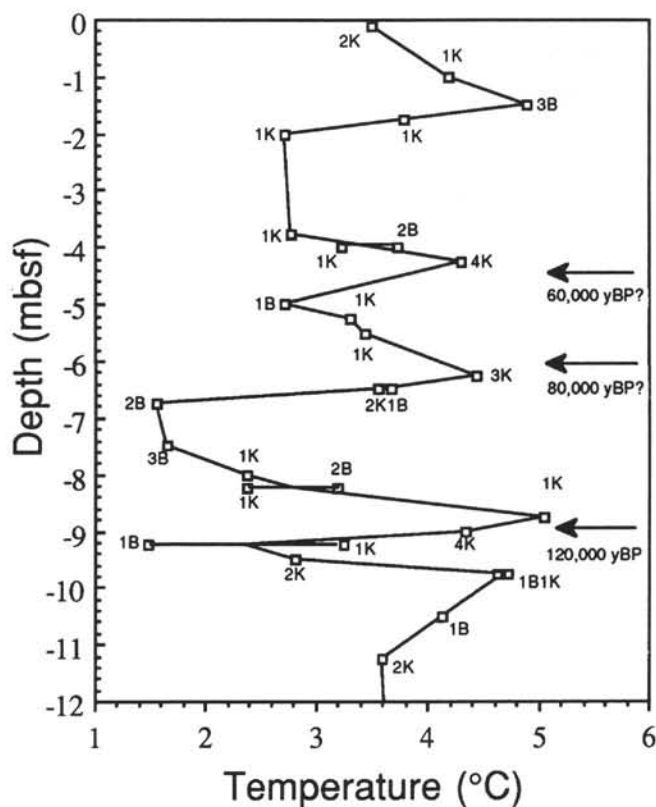 0
2K
1K
-1
3B
1K
1K
-2
-3
1K
2B
-4
1K
4K
60,000 yBP?
1B
1K
-5
1K
-6
3K
80,000 yBP?
2K1B
2B
-7
3B
1K
2B
1K
-8
1K
4K
-9
1B
1K
120,000 yBP
2K
1B1K
-10
1B
-11
2K
-12
1
2
3
4
5
6
Depth (mbsf)
Temperature (°C)